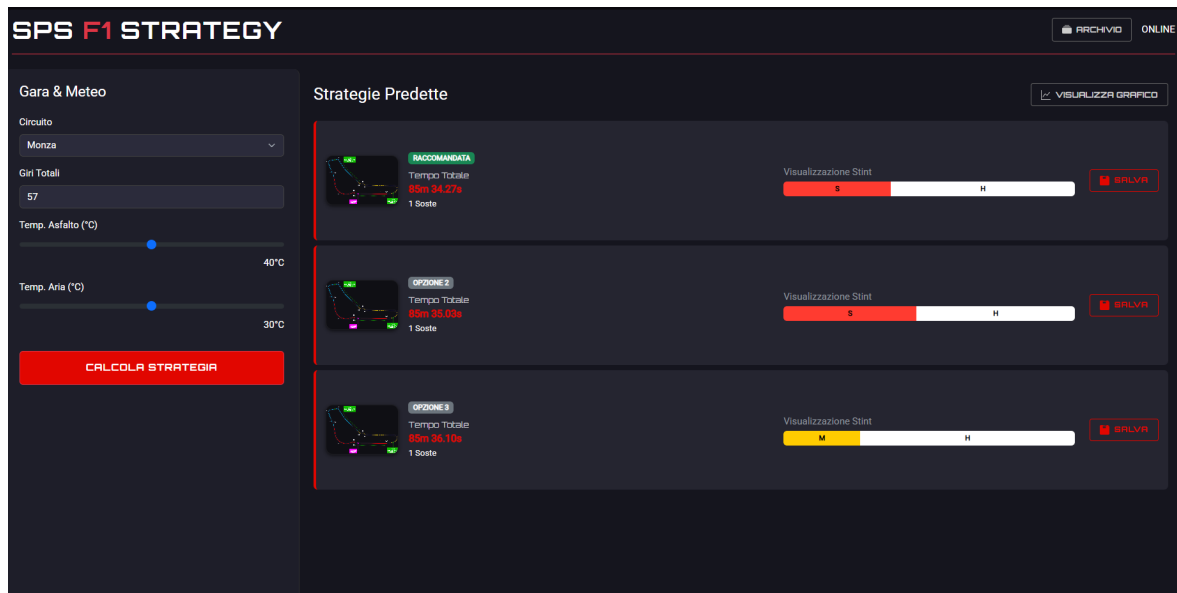 SPS F1 STRATEGY
ARCHIVIO
ONLINE
Gara & Meteo
Circuito
Monza
Giri Totali
57
Temp. Asfalto (°C)
40°C
Temp. Aria (°C)
30°C
CALCOLA STRATEGIA
Strategie Predette
VISUALIZZA GRAFICO
RACCOMANDATA
Tempo Totale
85m 34.27s
1 Soste
Visualizzazione Stint
S H
SALVA
OPZIONE 2
Tempo Totale
85m 35.03s
1 Soste
Visualizzazione Stint
S H
SALVA
OPZIONE 3
Tempo Totale
85m 36.10s
1 Soste
Visualizzazione Stint
M H
SALVA